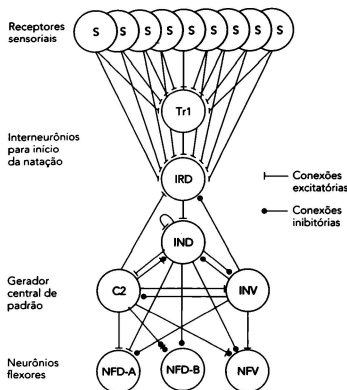 Receptores
sensoriais
S S S S S S S S S
Tr1
Interneurônios
para início
da natação
IRD
Conexões
excitatórias
Conexões
inibitórias
IND
Gerador
central de
padrão
C2
INV
Neurônios
flexores
NFD-A
NFD-B
NFV